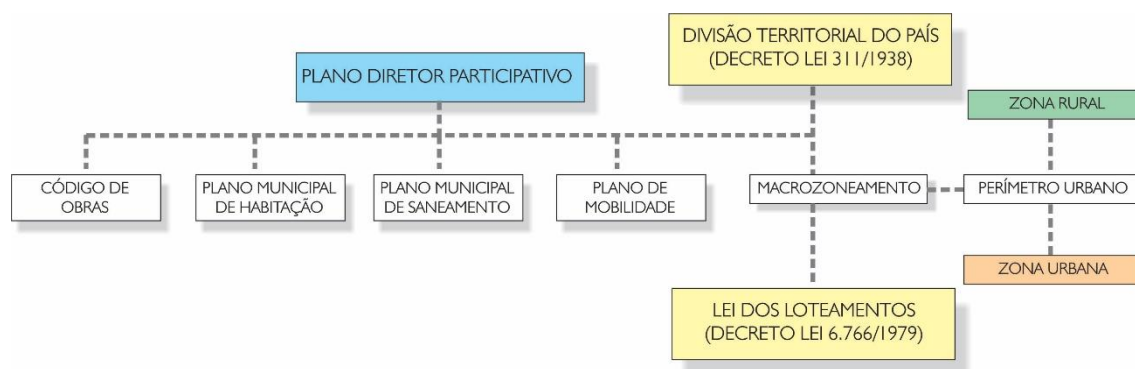 DIVISÃO TERRITORIAL DO PAÍS
(DECRETO LEI 311/1938)
PLANO DIRETOR PARTICIPATIVO
ZONA RURAL
CÓDIGO DE
OBRAS
PLANO MUNICIPAL
DE HABITAÇÃO
PLANO MUNICIPAL
DE SANEAMENTO
PLANO DE
MOBILIDADE
MACROZONEAMENTO
PERÍMETRO URBANO
ZONA URBANA
LEI DOS LOTEAMENTOS
(DECRETO LEI 6.766/1979)